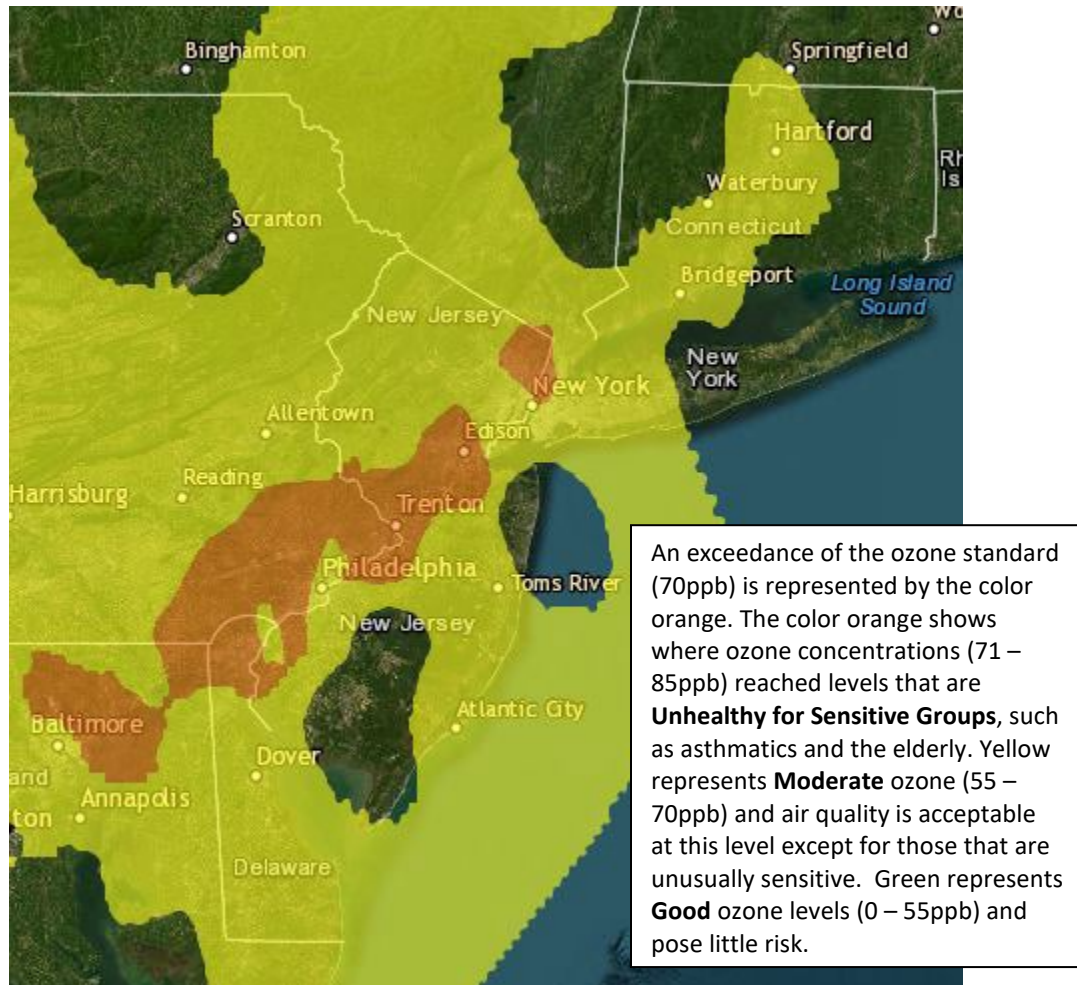 Wo
Binghamton
Springfield
Hartford
Rh
Is
Waterbury
Scranton
Connecticut
Bridgeport
Long Island
Sound
New Jersey
New
York
New York
Allentown
Edison
Reading
Harrisburg
Trenton
Philadelphia
Toms River
New Jersey
Atlantic City
Baltimore
Dover
and
Annapolis
ton
Delaware
An exceedance of the ozone standard
(70ppb) is represented by the color
orange. The color orange shows
where ozone concentrations (71 –
85ppb) reached levels that are
Unhealthy for Sensitive Groups, such
as asthmatics and the elderly. Yellow
represents Moderate ozone (55 –
70ppb) and air quality is acceptable
at this level except for those that are
unusually sensitive.  Green represents
Good ozone levels (0 – 55ppb) and
pose little risk.